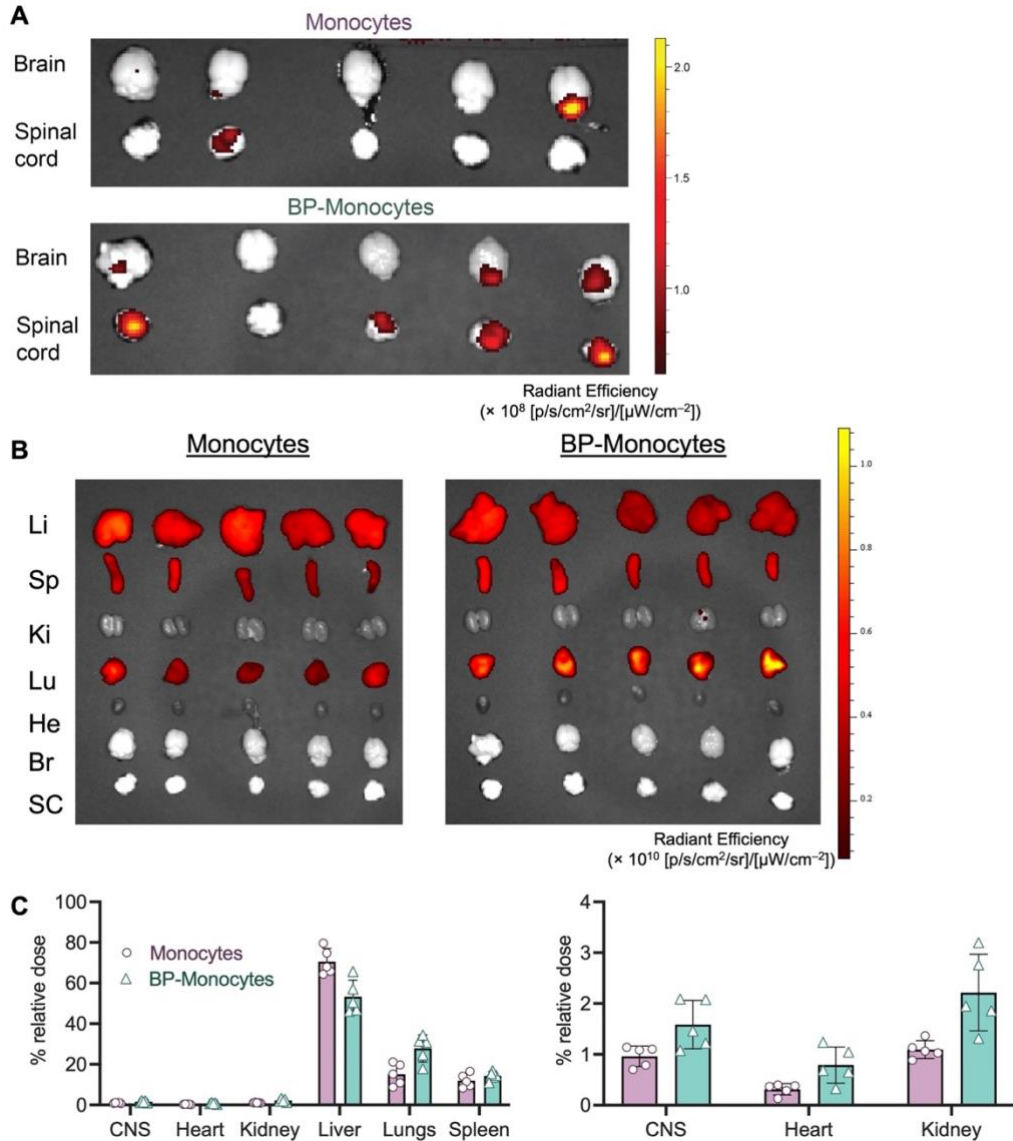 A
Monocytes
Brain
Spinal
cord
2.0
1.5
1.0
BP-Monocytes
Brain
Spinal
cord
Radiant Efficiency
(× 10⁸ [p/s/cm²/sr]/[µW/cm⁻²])
B
Monocytes
BP-Monocytes
Li
Sp
Ki
Lu
He
Br
SC
1.0
0.8
0.6
0.4
0.2
Radiant Efficiency
(× 10¹⁰ [p/s/cm²/sr]/[µW/cm⁻²])
C
% relative dose
100
80
60
40
20
0
Monocytes
BP-Monocytes
CNS Heart Kidney Liver Lungs Spleen
% relative dose
4
3
2
1
0
CNS Heart Kidney